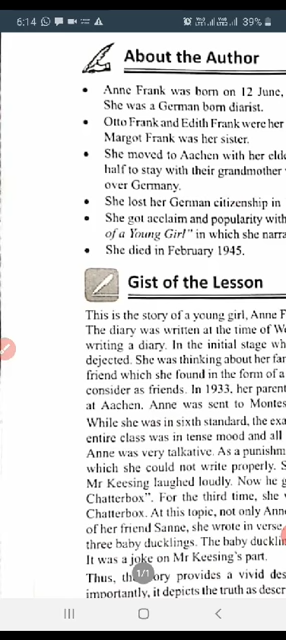 6:14 39%
About the Author
• Anne Frank was born on 12 June,
She was a German born diarist.
• Otto Frank and Edith Frank were her
Margot Frank was her sister.
• She moved to Aachen with her elde
half to stay with their grandmother
over Germany.
• She lost her German citizenship in
• She got acclaim and popularity with
of a Young Girl" in which she narra
• She died in February 1945.
Gist of the Lesson
This is the story of a young girl, Anne F
The diary was written at the time of Wo
writing a diary. In the initial stage wh
dejected. She was thinking about her far
friend which she found in the form of a
consider as friends. In 1933, her parent
at Aachen. Anne was sent to Montes
While she was in sixth standard, the exa
entire class was in tense mood and all
Anne was very talkative. As a punishm
which she could not write properly. S
Mr Keesing laughed loudly. Now he g
Chatterbox". For the third time, she
Chatterbox. At this topic, not only Anne
of her friend Sanne, she wrote in verse
three baby ducklings. The baby ducklin
It was a joke on Mr Keesing's part.
Thus, th ory provides a vivid des
1/1
importantly, it depicts the truth as descr